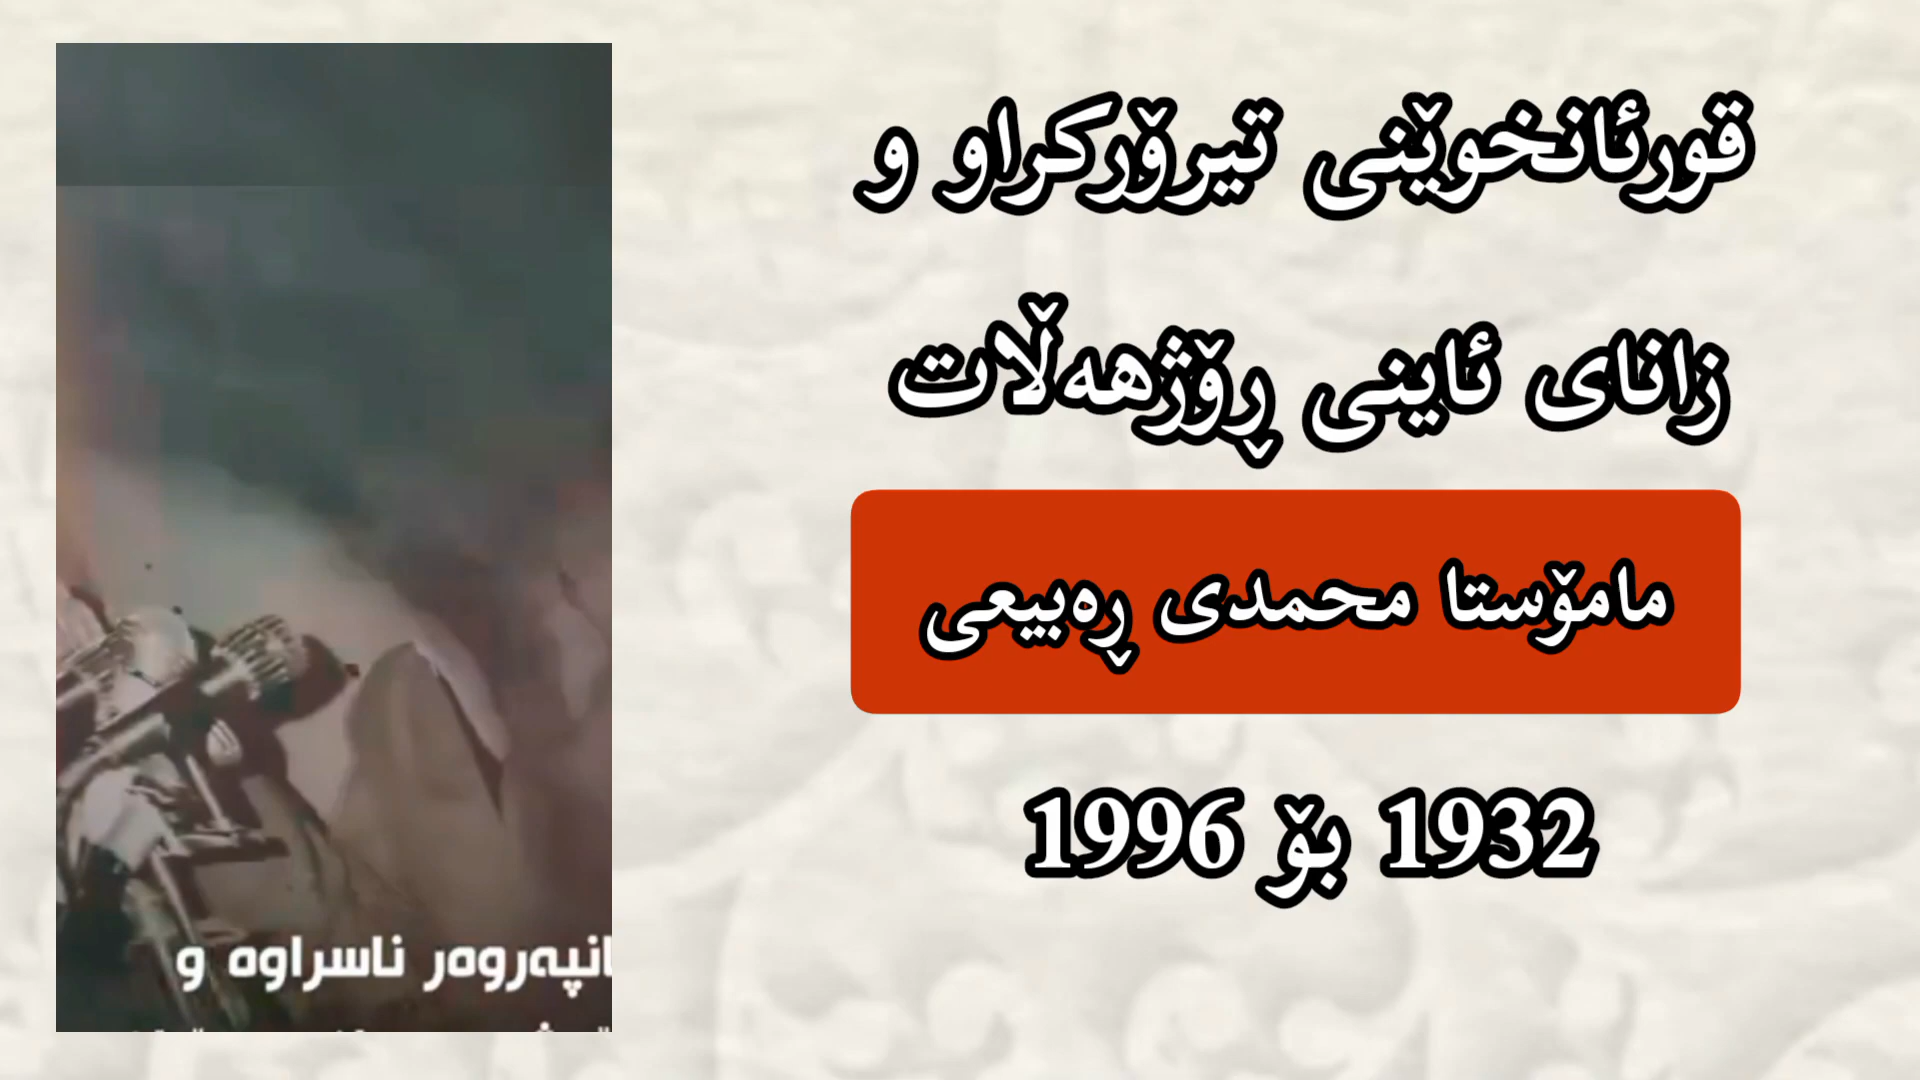 قورئانخوێنی تیرۆرکراو و
زانای ئاینی ڕۆژهەڵات
مامۆستا محمدی ڕەبیعی
1932 بۆ 1996
انپەروەر ناسراوە و